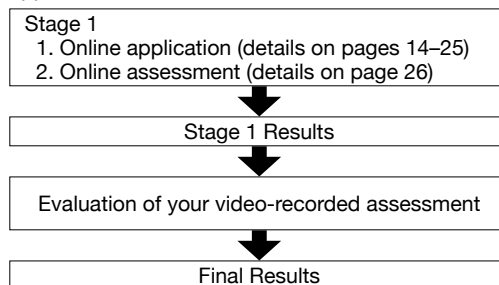 Stage 1
1. Online application (details on pages 14–25)
2. Online assessment (details on page 26)
Stage 1 Results
Evaluation of your video-recorded assessment
Final Results